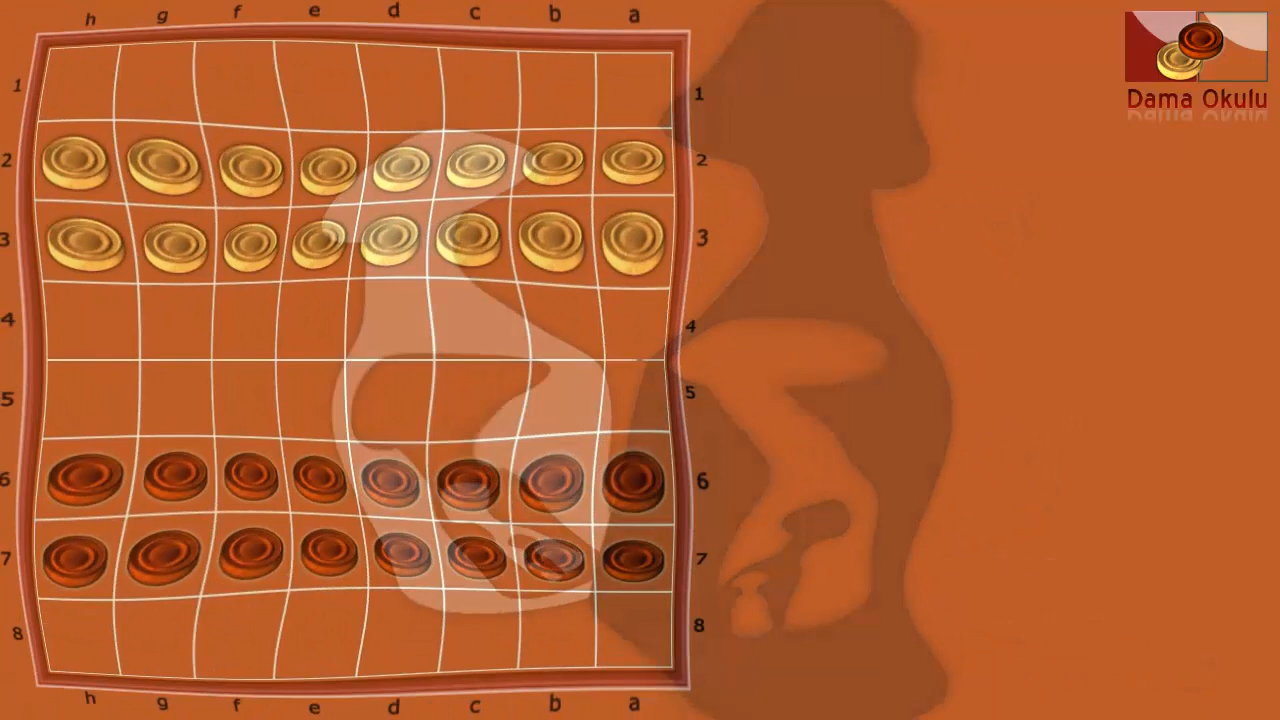 h g f e d c b a
1 1
2 2
3 3
4 4
5 5
6 6
7 7
8 8
h g f e d c b a
Dama Okulu